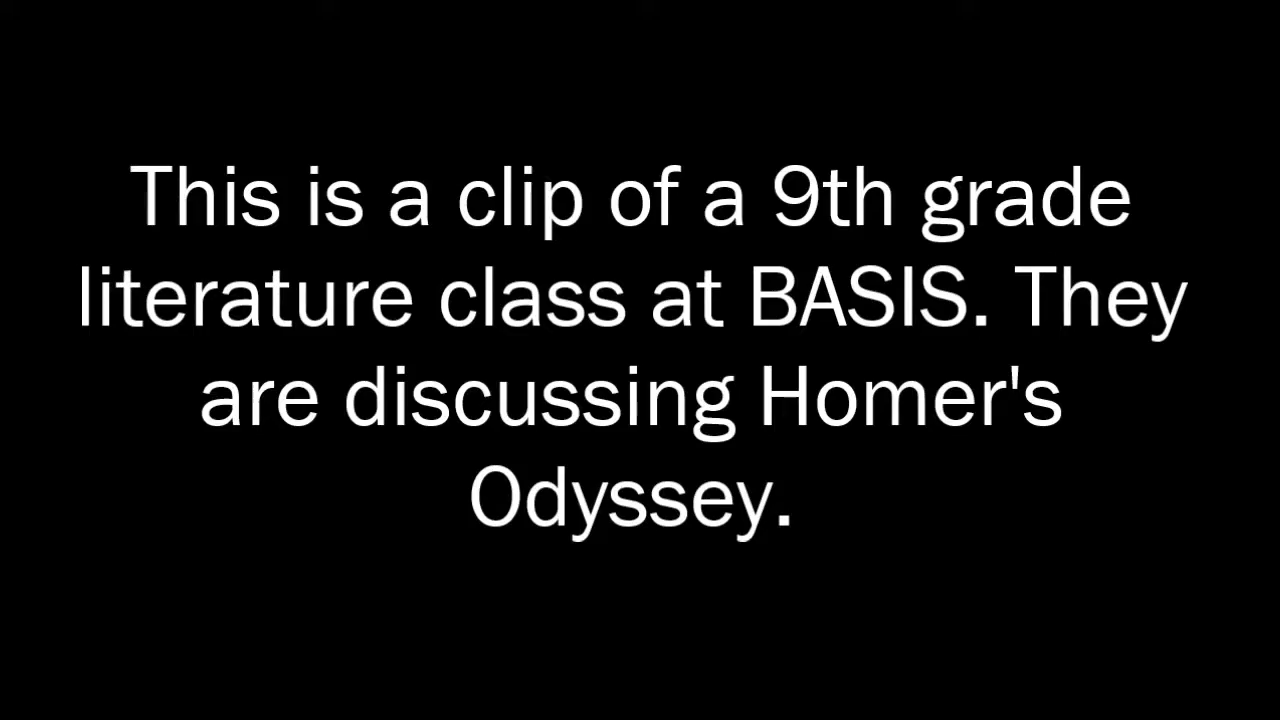 This is a clip of a 9th grade
literature class at BASIS. They
are discussing Homer's
Odyssey.